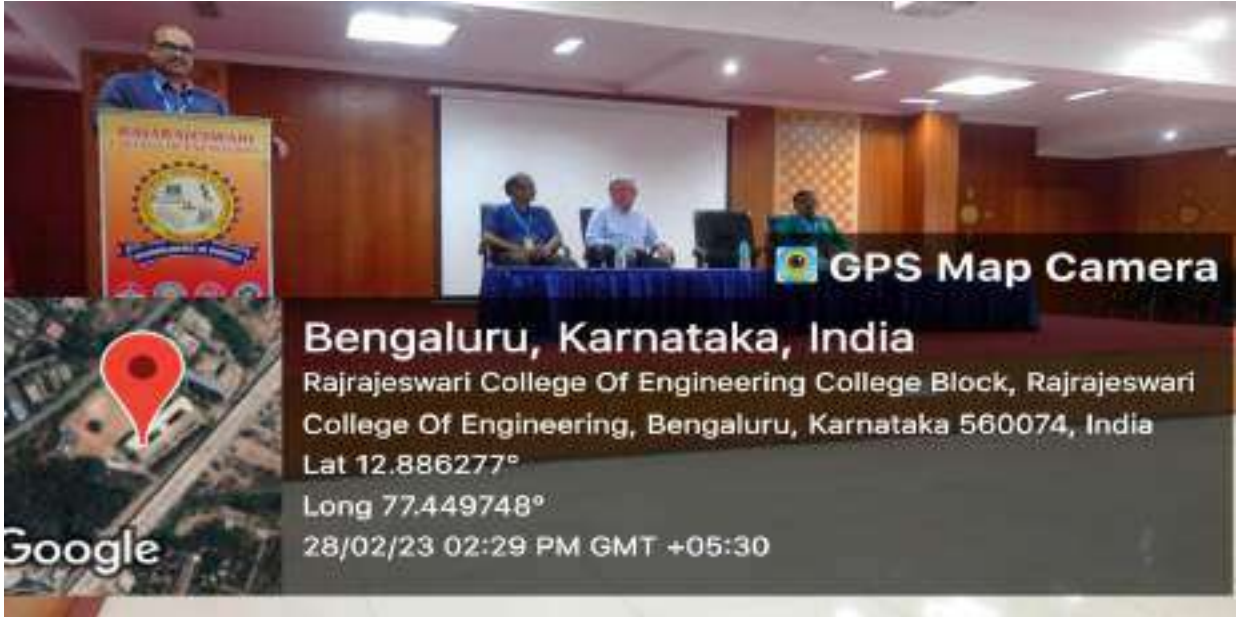 RAJARAJESWARI
GPS Map Camera
Bengaluru, Karnataka, India
Rajrajeswari College Of Engineering College Block, Rajrajeswari
College Of Engineering, Bengaluru, Karnataka 560074, India
Lat 12.886277°
Long 77.449748°
28/02/23 02:29 PM GMT +05:30
Google